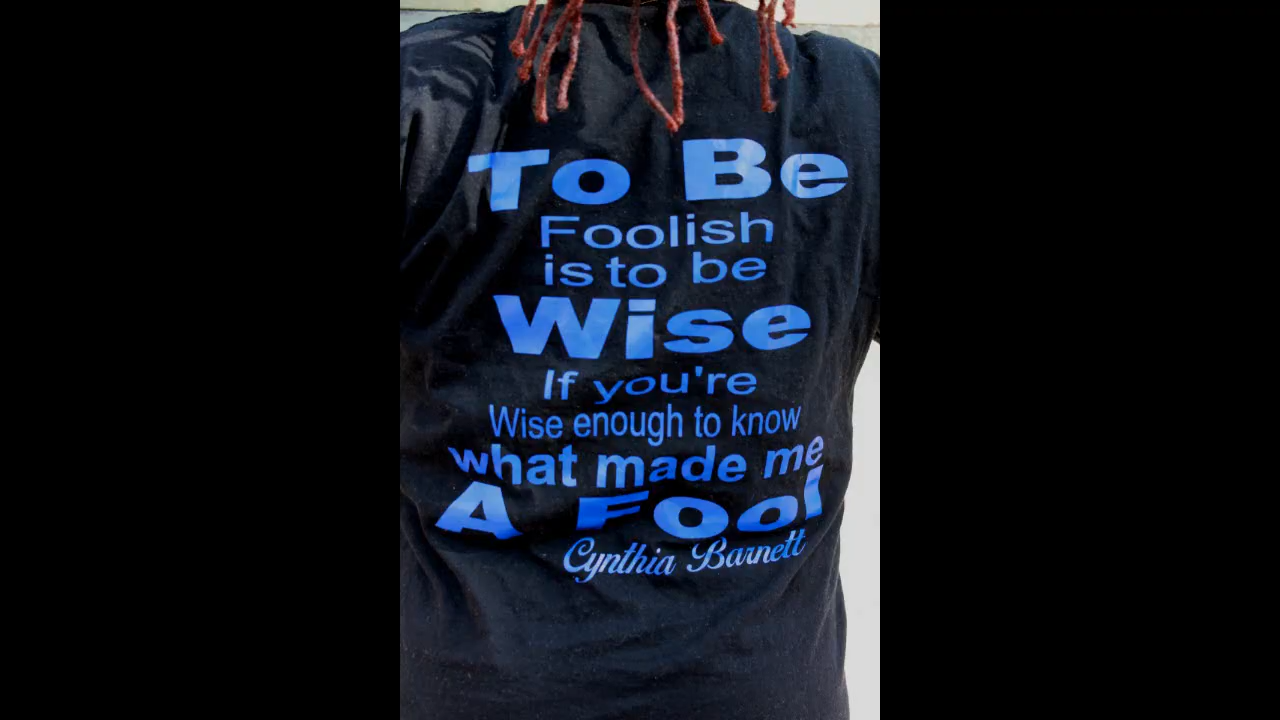 To Be
Foolish
is to be
Wise
If you're
Wise enough to know
what made me
A Fool
Cynthia Barnett